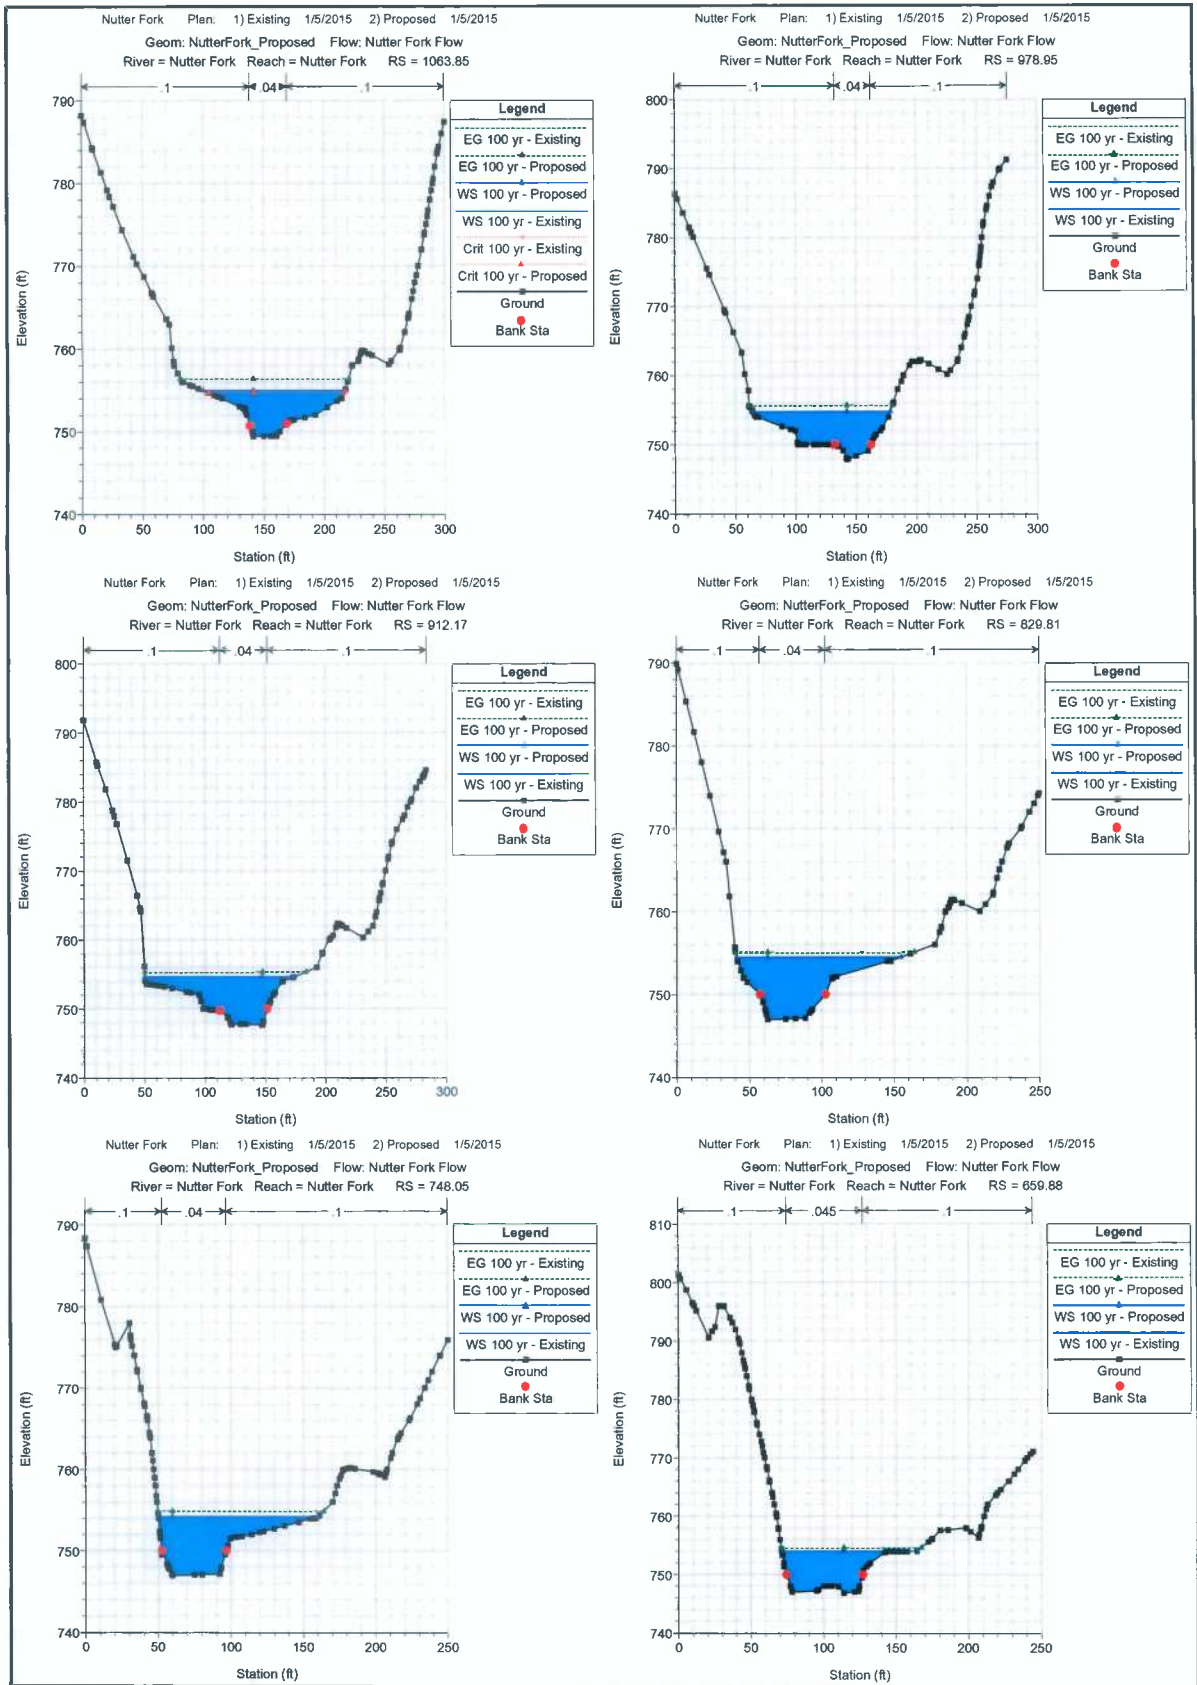 Nutter Fork Plan: 1) Existing 1/5/2015 2) Proposed 1/5/2015
Geom: NutterFork_Proposed Flow: Nutter Fork Flow
River = Nutter Fork Reach = Nutter Fork RS = 1063.85
.1 .04 .1
790
780
770
760
750
740
Elevation (ft)
0 50 100 150 200 250 300
Station (ft)
Legend
EG 100 yr - Existing
EG 100 yr - Proposed
WS 100 yr - Proposed
WS 100 yr - Existing
Crit 100 yr - Existing
Crit 100 yr - Proposed
Ground
Bank Sta
Nutter Fork Plan: 1) Existing 1/5/2015 2) Proposed 1/5/2015
Geom: NutterFork_Proposed Flow: Nutter Fork Flow
River = Nutter Fork Reach = Nutter Fork RS = 978.95
.1 .04 .1
800
790
780
770
760
750
740
Elevation (ft)
0 50 100 150 200 250 300
Station (ft)
Legend
EG 100 yr - Existing
EG 100 yr - Proposed
WS 100 yr - Proposed
WS 100 yr - Existing
Ground
Bank Sta
Nutter Fork Plan: 1) Existing 1/5/2015 2) Proposed 1/5/2015
Geom: NutterFork_Proposed Flow: Nutter Fork Flow
River = Nutter Fork Reach = Nutter Fork RS = 912.17
.1 .04 .1
800
790
780
770
760
750
740
Elevation (ft)
0 50 100 150 200 250 300
Station (ft)
Legend
EG 100 yr - Existing
EG 100 yr - Proposed
WS 100 yr - Proposed
WS 100 yr - Existing
Ground
Bank Sta
Nutter Fork Plan: 1) Existing 1/5/2015 2) Proposed 1/5/2015
Geom: NutterFork_Proposed Flow: Nutter Fork Flow
River = Nutter Fork Reach = Nutter Fork RS = 829.81
.1 .04 .1
790
780
770
760
750
740
Elevation (ft)
0 50 100 150 200 250
Station (ft)
Legend
EG 100 yr - Existing
EG 100 yr - Proposed
WS 100 yr - Proposed
WS 100 yr - Existing
Ground
Bank Sta
Nutter Fork Plan: 1) Existing 1/5/2015 2) Proposed 1/5/2015
Geom: NutterFork_Proposed Flow: Nutter Fork Flow
River = Nutter Fork Reach = Nutter Fork RS = 748.05
.1 .04 .1
790
780
770
760
750
740
Elevation (ft)
0 50 100 150 200 250
Station (ft)
Legend
EG 100 yr - Existing
EG 100 yr - Proposed
WS 100 yr - Proposed
WS 100 yr - Existing
Ground
Bank Sta
Nutter Fork Plan: 1) Existing 1/5/2015 2) Proposed 1/5/2015
Geom: NutterFork_Proposed Flow: Nutter Fork Flow
River = Nutter Fork Reach = Nutter Fork RS = 659.88
.1 .045 .1
810
800
790
780
770
760
750
740
Elevation (ft)
0 50 100 150 200 250
Station (ft)
Legend
EG 100 yr - Existing
EG 100 yr - Proposed
WS 100 yr - Proposed
WS 100 yr - Existing
Ground
Bank Sta